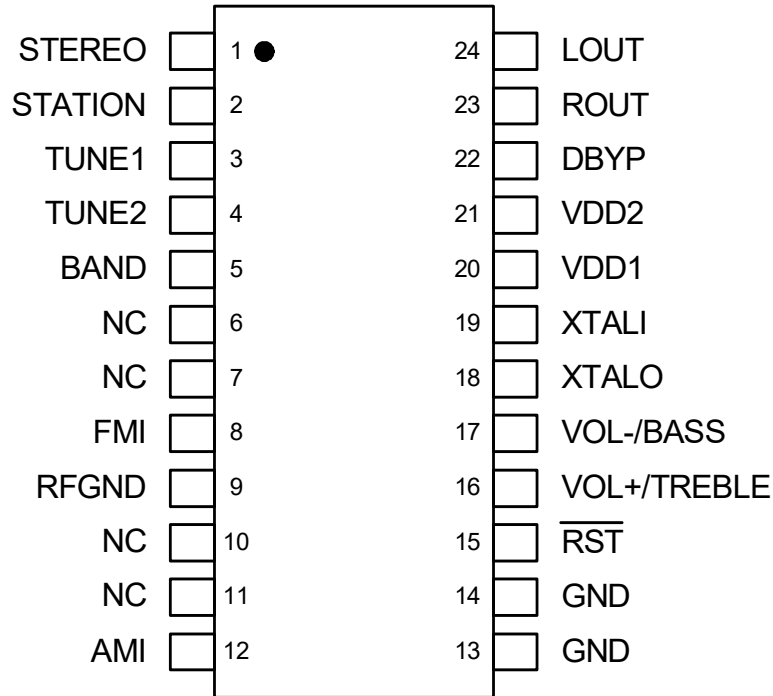 STEREO 1 24 LOUT
STATION 2 23 ROUT
TUNE1 3 22 DBYP
TUNE2 4 21 VDD2
BAND 5 20 VDD1
NC 6 19 XTALI
NC 7 18 XTALO
FMI 8 17 VOL-/BASS
RFGND 9 16 VOL+/TREBLE
NC 10 15 R̅S̅T̅
NC 11 14 GND
AMI 12 13 GND